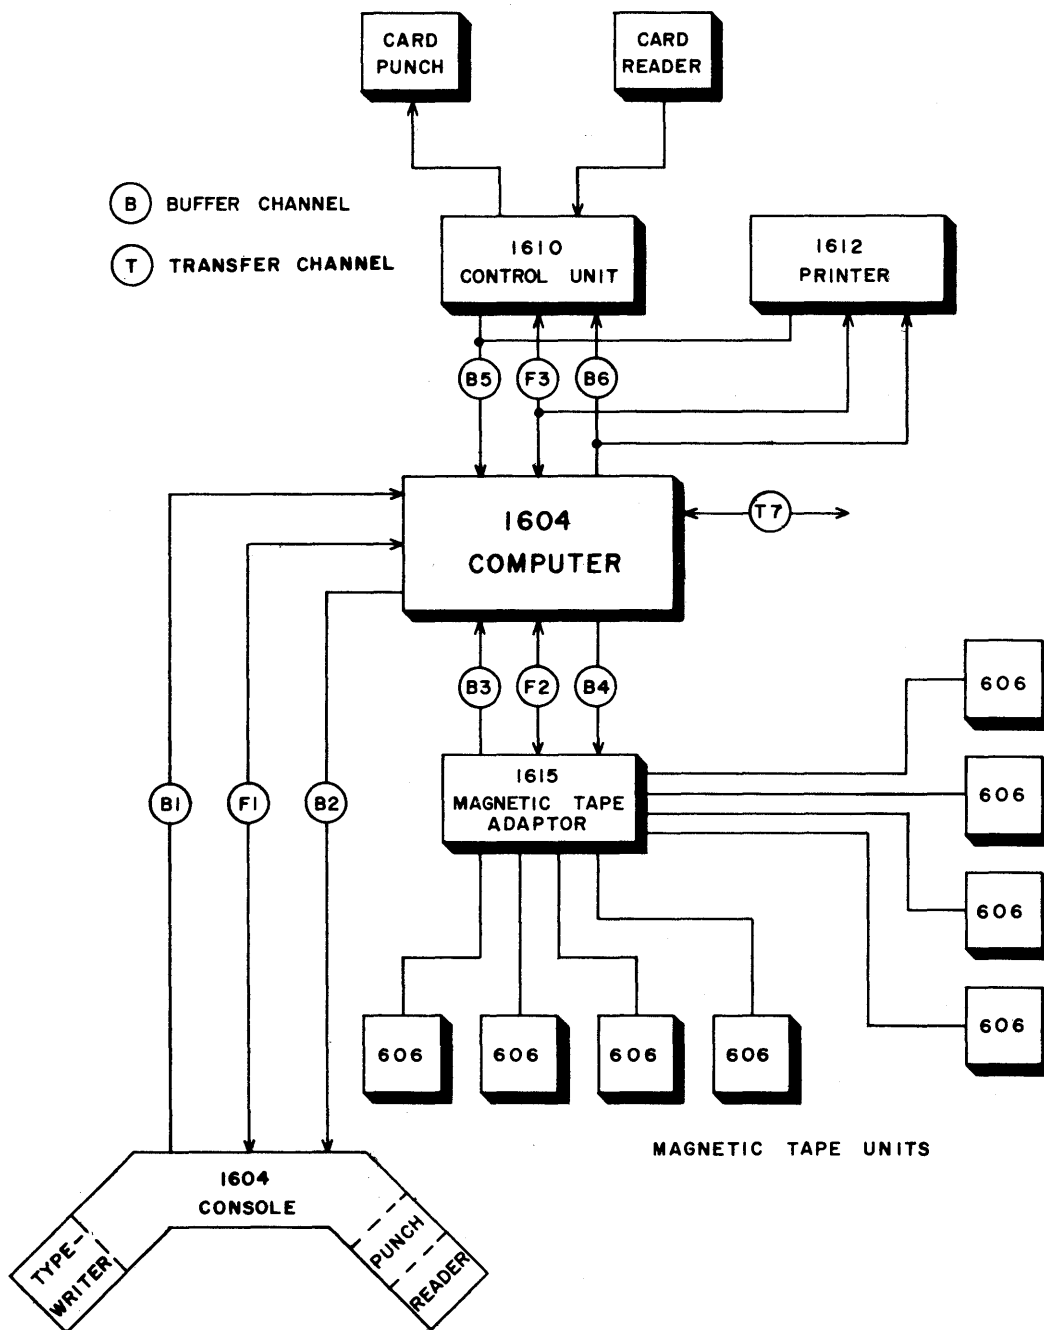 CARD
PUNCH
CARD
READER
B BUFFER CHANNEL
T TRANSFER CHANNEL
1610
CONTROL UNIT
1612
PRINTER
B5
F3
B6
1604
COMPUTER
T7
B3
F2
B4
606
1615
MAGNETIC TAPE
ADAPTOR
606
B1
F1
B2
606
606
606
606
606
606
MAGNETIC TAPE UNITS
1604
CONSOLE
TYPE-
WRITER
PUNCH
READER